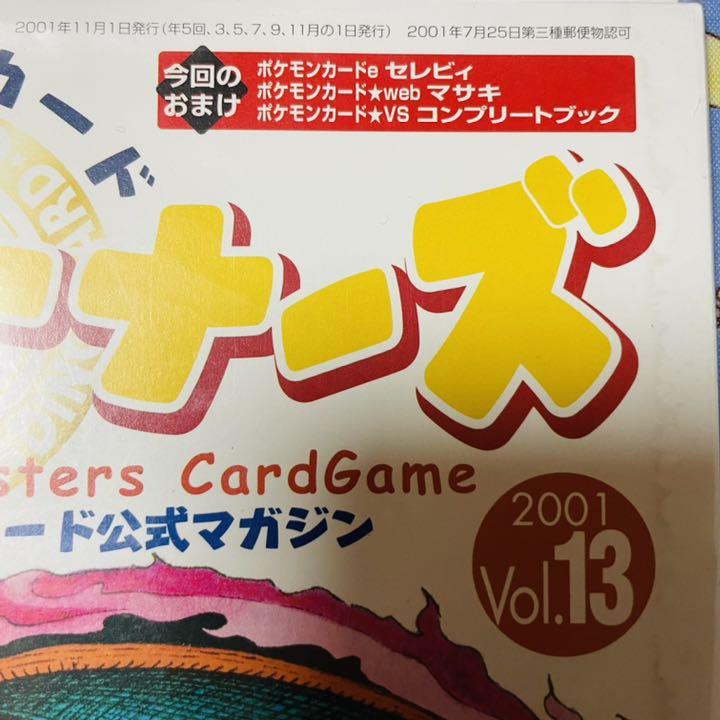 2001年11月1日発行（年5回、3、5、7、9、11月の1日発行） 2001年7月25日第三種郵便物認可
今回の
おまけ
ポケモンカードe セレビィ
ポケモンカード★web マサキ
ポケモンカード★VS コンプリートブック
カード
ーナーズ
sters CardGame
ード公式マガジン
2001
Vol.13